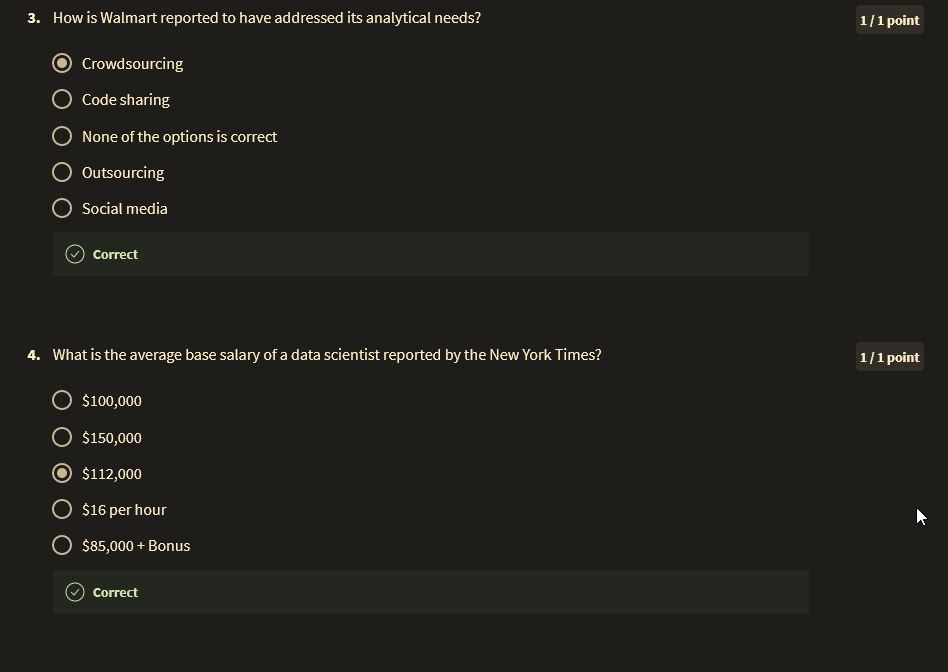 3. How is Walmart reported to have addressed its analytical needs?
1 / 1 point
Crowdsourcing
Code sharing
None of the options is correct
Outsourcing
Social media
Correct
4. What is the average base salary of a data scientist reported by the New York Times?
1 / 1 point
$100,000
$150,000
$112,000
$16 per hour
$85,000 + Bonus
Correct